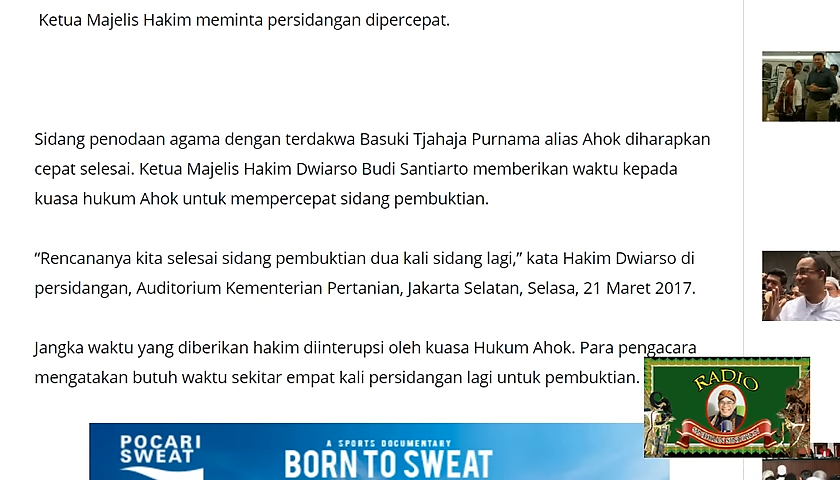 Ketua Majelis Hakim meminta persidangan dipercepat.
Sidang penodaan agama dengan terdakwa Basuki Tjahaja Purnama alias Ahok diharapkan
cepat selesai. Ketua Majelis Hakim Dwiarso Budi Santiarto memberikan waktu kepada
kuasa hukum Ahok untuk mempercepat sidang pembuktian.
“Rencananya kita selesai sidang pembuktian dua kali sidang lagi,” kata Hakim Dwiarso di
persidangan, Auditorium Kementerian Pertanian, Jakarta Selatan, Selasa, 21 Maret 2017.
Jangka waktu yang diberikan hakim diinterupsi oleh kuasa Hukum Ahok. Para pengacara
mengatakan butuh waktu sekitar empat kali persidangan lagi untuk pembuktian.
RADIO
POCARI
SWEAT
A SPORTS DOCUMENTARY
BORN TO SWEAT